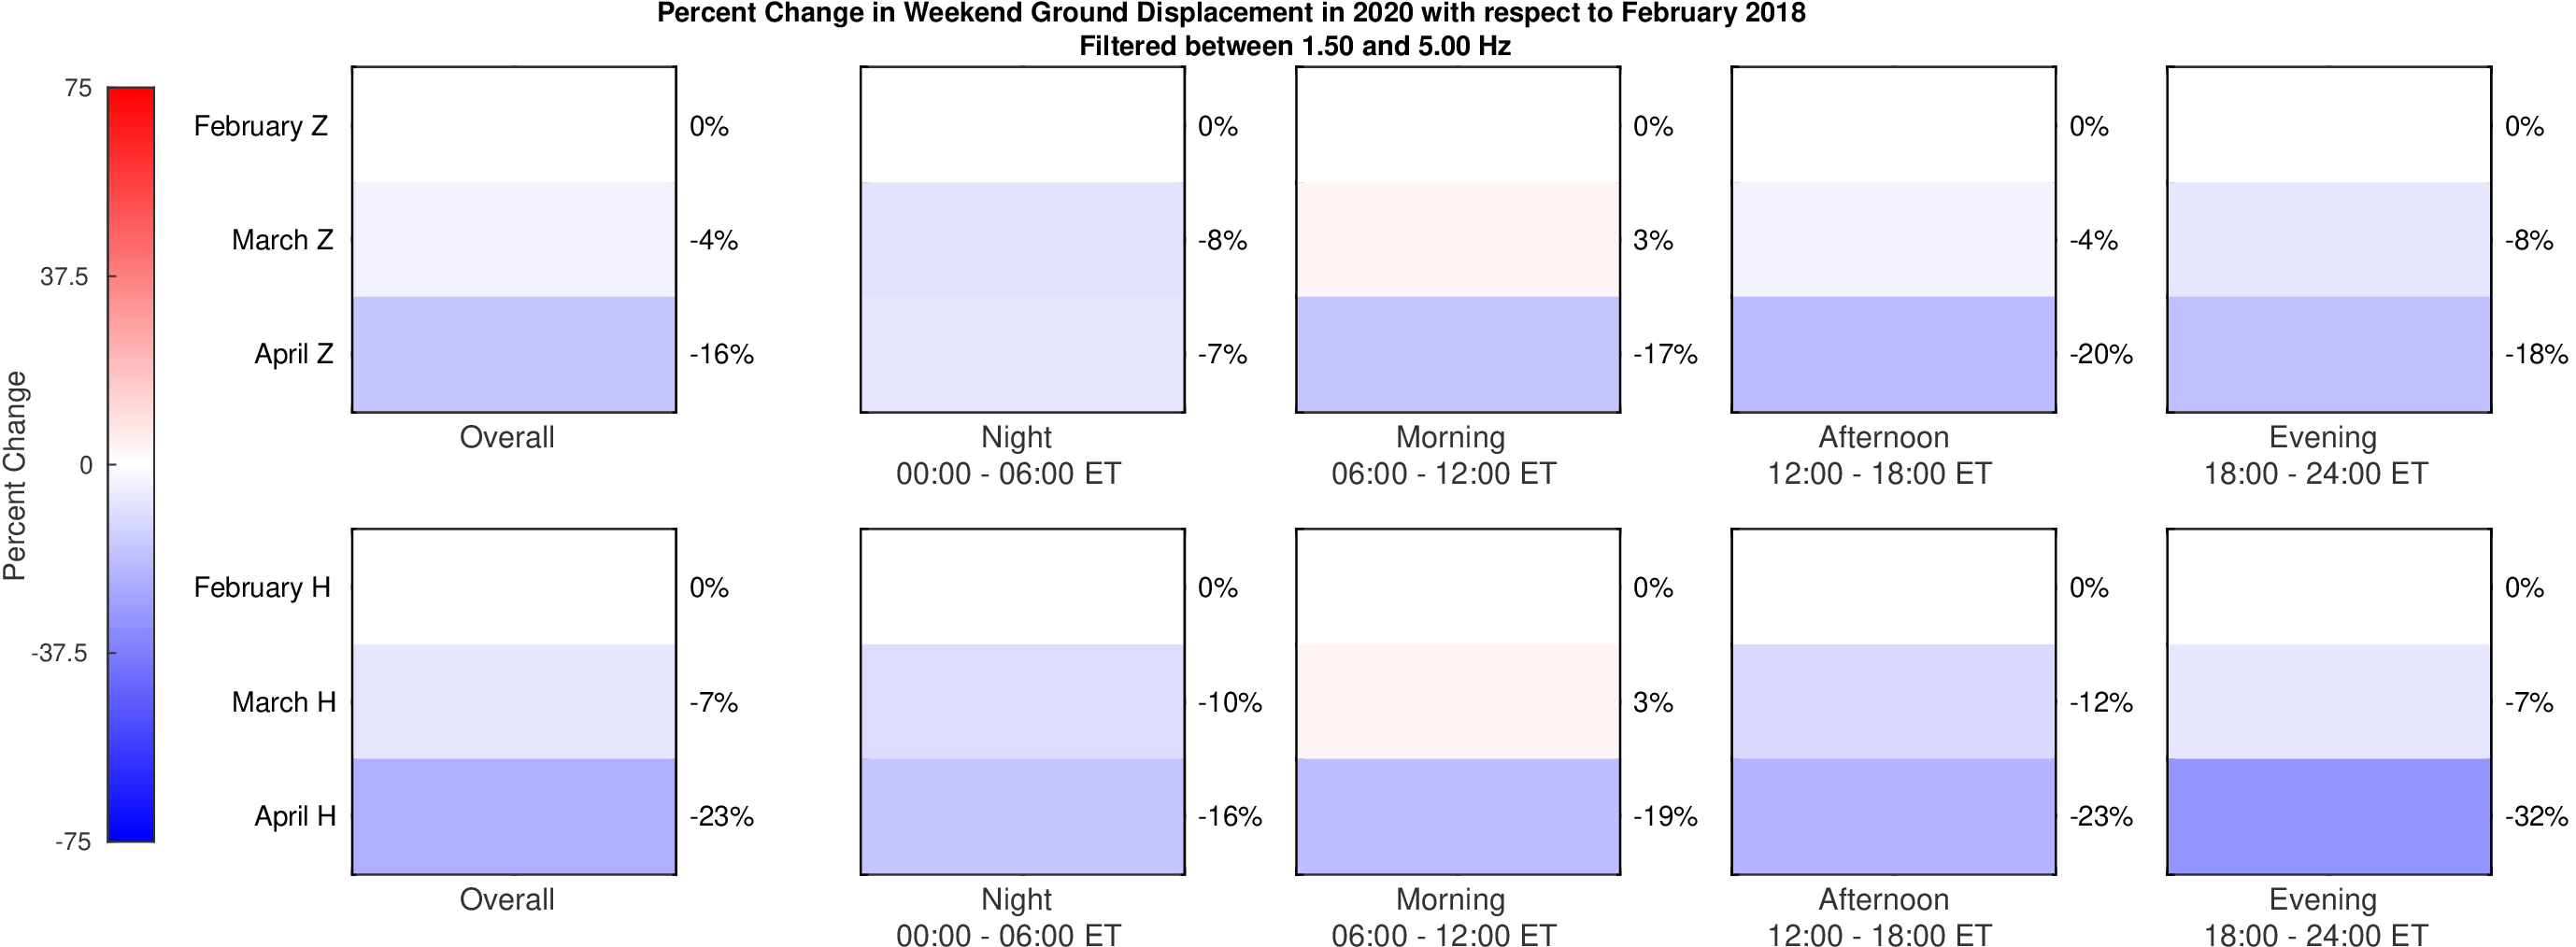 Percent Change in Weekend Ground Displacement in 2020 with respect to February 2018
Filtered between 1.50 and 5.00 Hz
75
37.5
0
-37.5
-75
Percent Change
February Z
March Z
April Z
0%
-4%
-16%
Overall
0%
-8%
-7%
Night
00:00 - 06:00 ET
0%
3%
-17%
Morning
06:00 - 12:00 ET
0%
-4%
-20%
Afternoon
12:00 - 18:00 ET
0%
-8%
-18%
Evening
18:00 - 24:00 ET
February H
March H
April H
0%
-7%
-23%
Overall
0%
-10%
-16%
Night
00:00 - 06:00 ET
0%
3%
-19%
Morning
06:00 - 12:00 ET
0%
-12%
-23%
Afternoon
12:00 - 18:00 ET
0%
-7%
-32%
Evening
18:00 - 24:00 ET